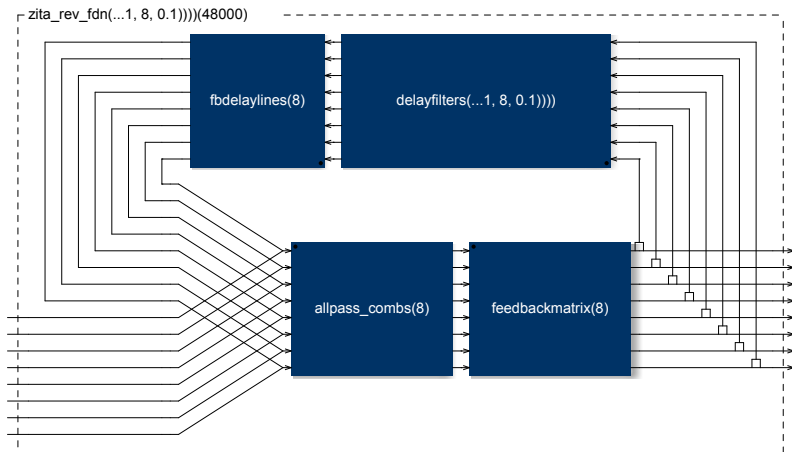 zita_rev_fdn(...1, 8, 0.1))))(48000)
fbdelaylines(8)
delayfilters(...1, 8, 0.1))))
allpass_combs(8)
feedbackmatrix(8)